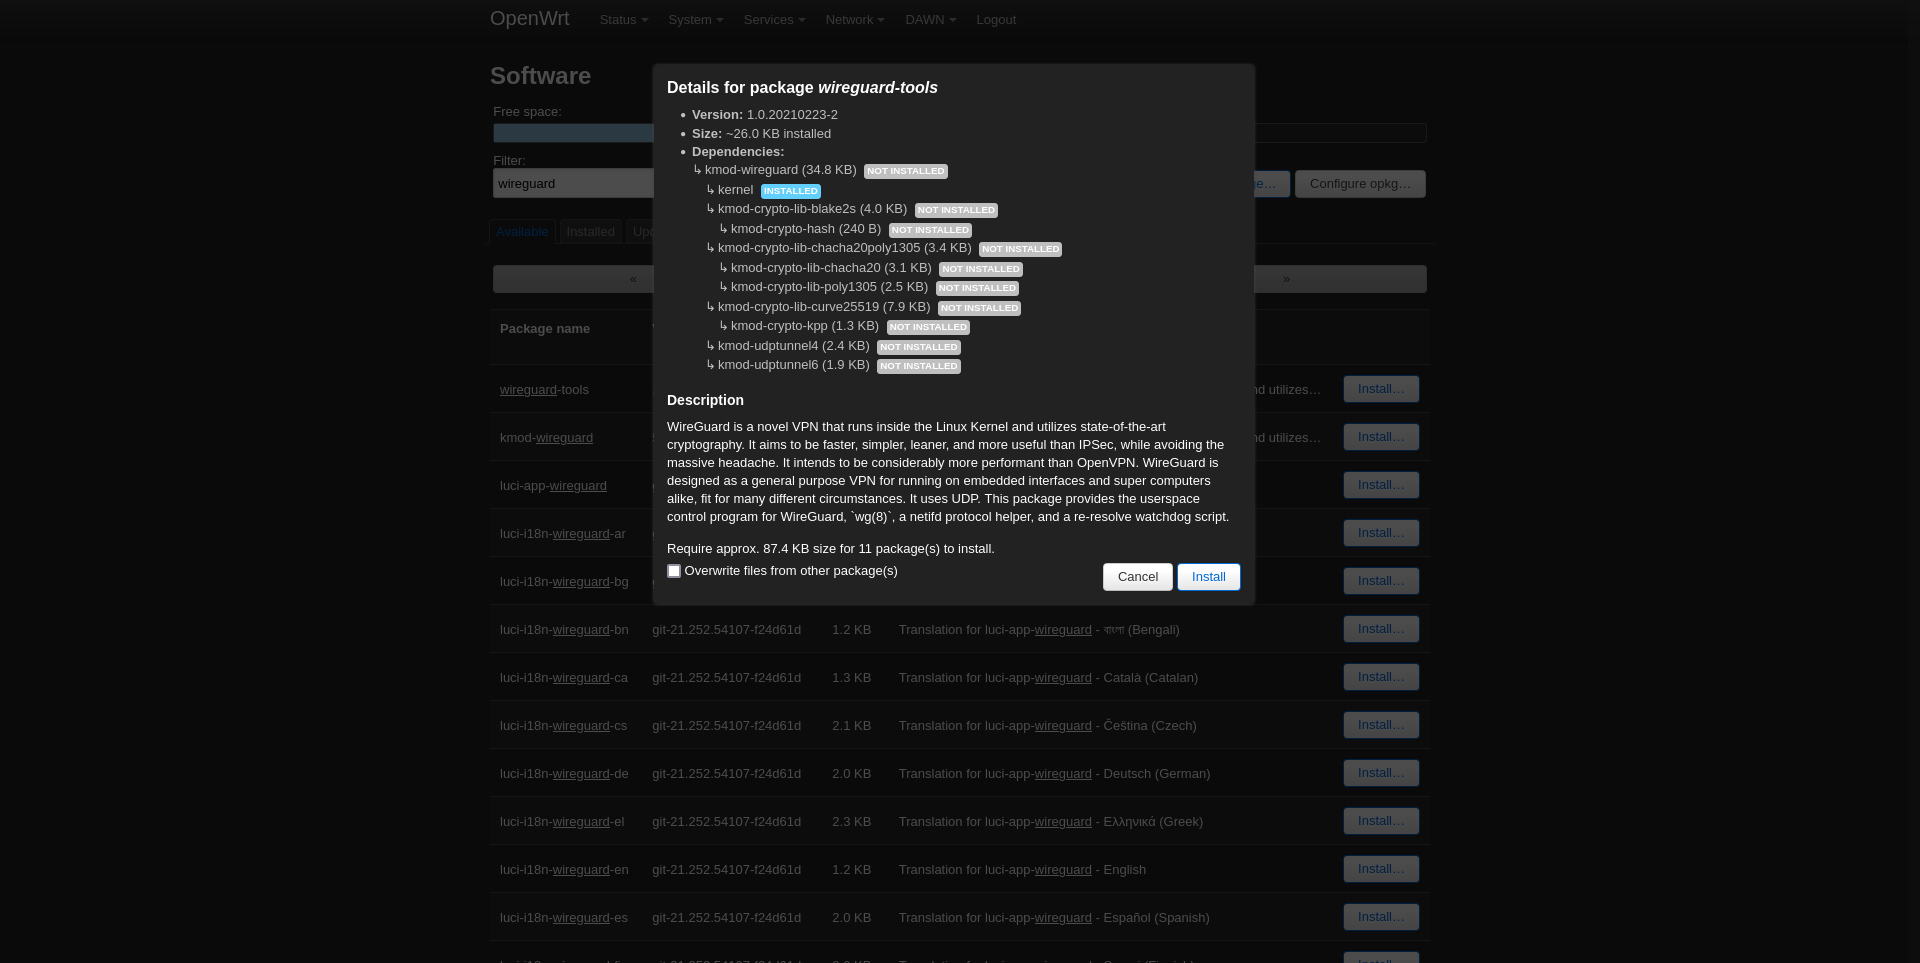 OpenWrt Status System Services Network DAWN Logout
Software
Free space:
Filter:
wireguard
Configure opkg…
Available Installed
« »
Package name
wireguard-tools nd utilizes… Install…
kmod-wireguard nd utilizes… Install…
luci-app-wireguard Install…
luci-i18n-wireguard-ar Install…
luci-i18n-wireguard-bg Install…
luci-i18n-wireguard-bn git-21.252.54107-f24d61d 1.2 KB Translation for luci-app-wireguard - বাংলা (Bengali) Install…
luci-i18n-wireguard-ca git-21.252.54107-f24d61d 1.3 KB Translation for luci-app-wireguard - Català (Catalan) Install…
luci-i18n-wireguard-cs git-21.252.54107-f24d61d 2.1 KB Translation for luci-app-wireguard - Čeština (Czech) Install…
luci-i18n-wireguard-de git-21.252.54107-f24d61d 2.0 KB Translation for luci-app-wireguard - Deutsch (German) Install…
luci-i18n-wireguard-el git-21.252.54107-f24d61d 2.3 KB Translation for luci-app-wireguard - Ελληνικά (Greek) Install…
luci-i18n-wireguard-en git-21.252.54107-f24d61d 1.2 KB Translation for luci-app-wireguard - English Install…
luci-i18n-wireguard-es git-21.252.54107-f24d61d 2.0 KB Translation for luci-app-wireguard - Español (Spanish) Install…
Details for package wireguard-tools
• Version: 1.0.20210223-2
• Size: ~26.0 KB installed
• Dependencies:
↳ kmod-wireguard (34.8 KB) NOT INSTALLED
↳ kernel INSTALLED
↳ kmod-crypto-lib-blake2s (4.0 KB) NOT INSTALLED
↳ kmod-crypto-hash (240 B) NOT INSTALLED
↳ kmod-crypto-lib-chacha20poly1305 (3.4 KB) NOT INSTALLED
↳ kmod-crypto-lib-chacha20 (3.1 KB) NOT INSTALLED
↳ kmod-crypto-lib-poly1305 (2.5 KB) NOT INSTALLED
↳ kmod-crypto-lib-curve25519 (7.9 KB) NOT INSTALLED
↳ kmod-crypto-kpp (1.3 KB) NOT INSTALLED
↳ kmod-udptunnel4 (2.4 KB) NOT INSTALLED
↳ kmod-udptunnel6 (1.9 KB) NOT INSTALLED
Description
WireGuard is a novel VPN that runs inside the Linux Kernel and utilizes state-of-the-art
cryptography. It aims to be faster, simpler, leaner, and more useful than IPSec, while avoiding the
massive headache. It intends to be considerably more performant than OpenVPN. WireGuard is
designed as a general purpose VPN for running on embedded interfaces and super computers
alike, fit for many different circumstances. It uses UDP. This package provides the userspace
control program for WireGuard, `wg(8)`, a netifd protocol helper, and a re-resolve watchdog script.
Require approx. 87.4 KB size for 11 package(s) to install.
Overwrite files from other package(s)
Cancel Install